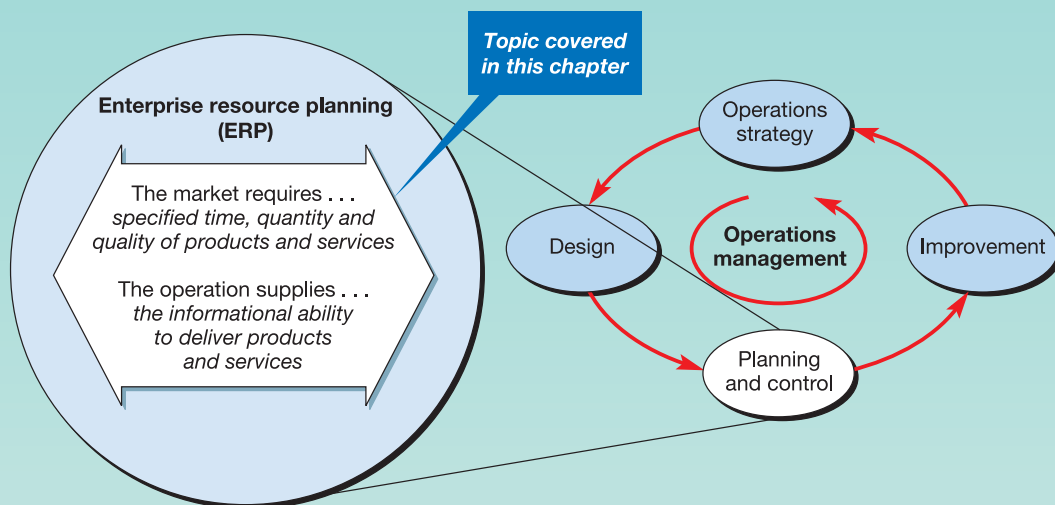 Topic covered
in this chapter
Enterprise resource planning
(ERP)
The market requires . . .
specified time, quantity and
quality of products and services
The operation supplies . . .
the informational ability
to deliver products
and services
Operations
strategy
Design
Operations
management
Improvement
Planning
and control